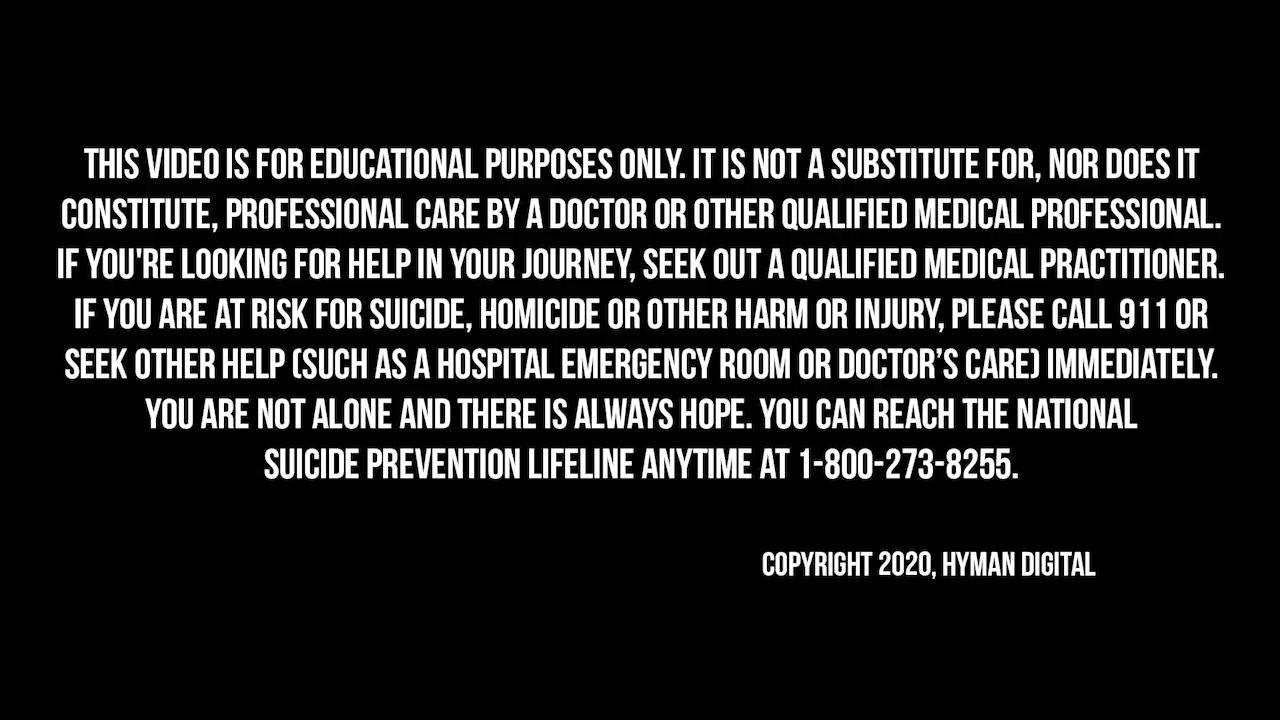 THIS VIDEO IS FOR EDUCATIONAL PURPOSES ONLY. IT IS NOT A SUBSTITUTE FOR, NOR DOES IT
CONSTITUTE, PROFESSIONAL CARE BY A DOCTOR OR OTHER QUALIFIED MEDICAL PROFESSIONAL.
IF YOU'RE LOOKING FOR HELP IN YOUR JOURNEY, SEEK OUT A QUALIFIED MEDICAL PRACTITIONER.
IF YOU ARE AT RISK FOR SUICIDE, HOMICIDE OR OTHER HARM OR INJURY, PLEASE CALL 911 OR
SEEK OTHER HELP (SUCH AS A HOSPITAL EMERGENCY ROOM OR DOCTOR’S CARE) IMMEDIATELY.
YOU ARE NOT ALONE AND THERE IS ALWAYS HOPE. YOU CAN REACH THE NATIONAL
SUICIDE PREVENTION LIFELINE ANYTIME AT 1-800-273-8255.
COPYRIGHT 2020, HYMAN DIGITAL